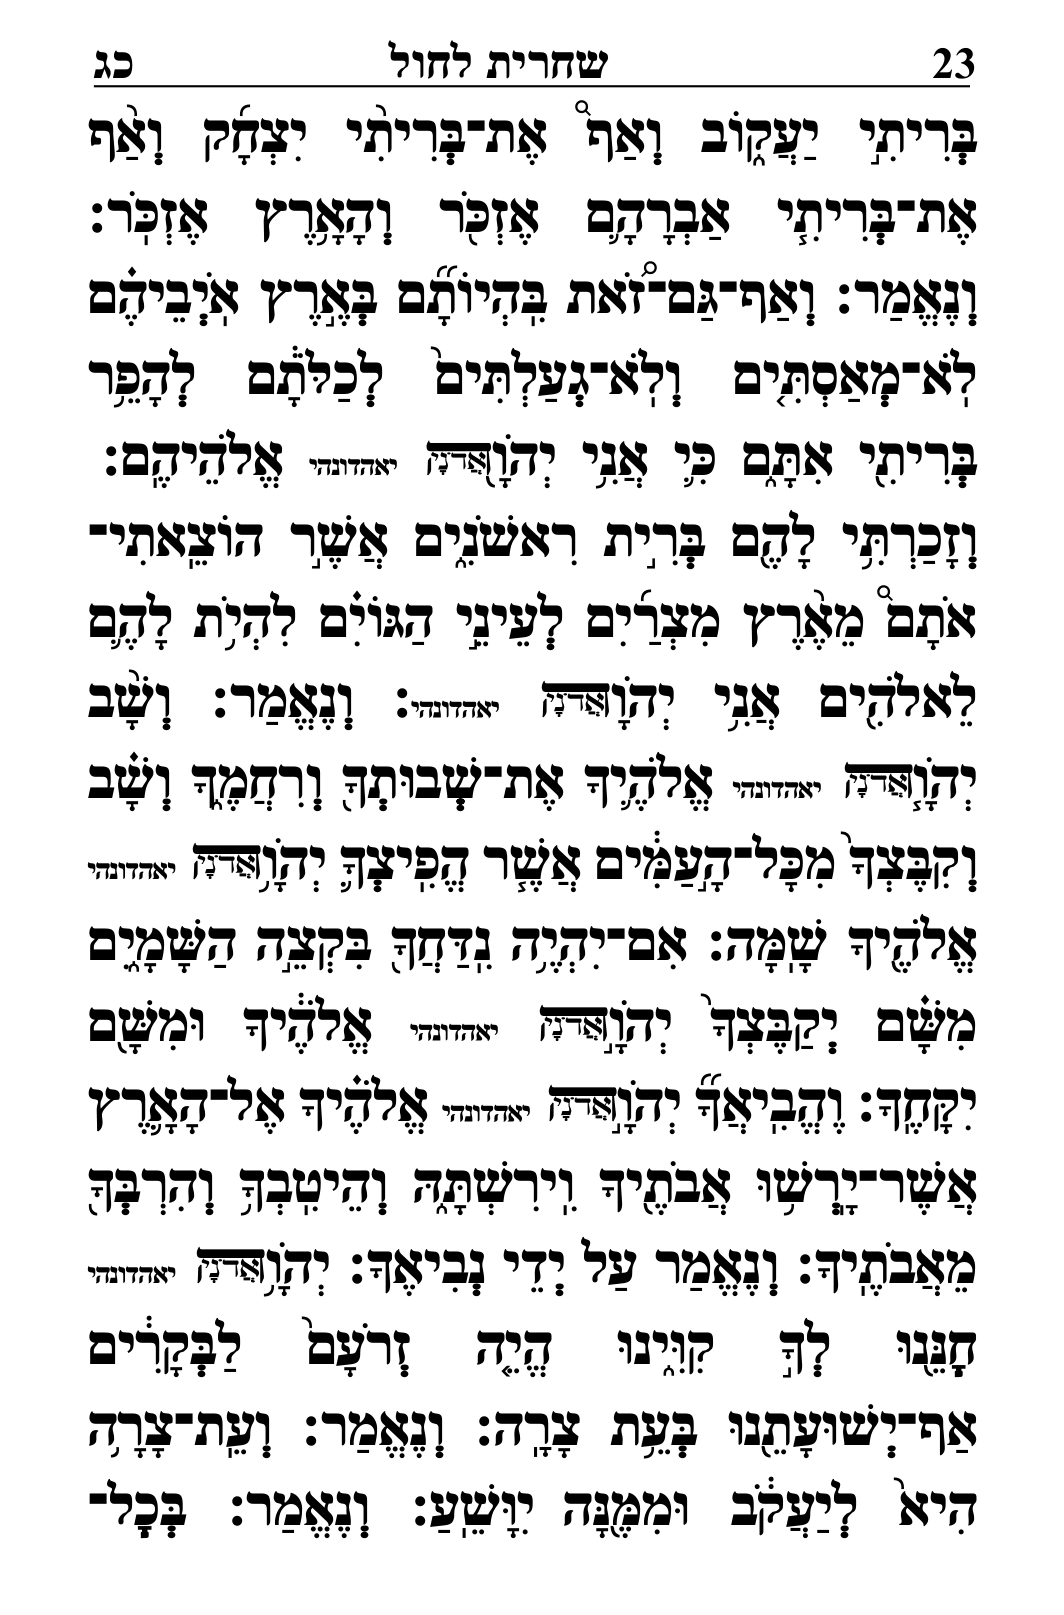 23 שחרית לחול כג
בְּרִיתִ֣י יַעֲק֑וֹב וְאַף֩ אֶת־בְּרִיתִ֨י יִצְחָ֜ק וְאַ֨ף
אֶת־בְּרִיתִ֧י אַבְרָהָ֛ם אֶזְכֹּ֖ר וְהָאָ֥רֶץ אֶזְכֹּֽר׃
וְנֶאֱמַר׃ וְאַף־גַּם־זֹ֠את בִּֽהְיוֹתָ֞ם בְּאֶ֣רֶץ אֹֽיְבֵיהֶ֗ם
לֹֽא־מְאַסְתִּ֤ים וְלֹֽא־גְעַלְתִּים֙ לְכַלֹּתָ֔ם לְהָפֵ֥ר
בְּרִיתִ֖י אִתָּ֑ם כִּ֛י אֲנִ֥י יְהֹוָ֖ אֲדֹנָי יאהדונהי אֱלֹהֵיהֶֽם׃
וְזָכַרְתִּ֥י לָהֶ֖ם בְּרִ֣ית רִאשֹׁנִ֑ים אֲשֶׁ֣ר הוֹצֵֽאתִי־
אֹתָם֩ מֵאֶ֨רֶץ מִצְרַ֜יִם לְעֵינֵ֣י הַגּוֹיִ֗ם לִהְיֹ֥ת לָהֶ֛ם
לֵאלֹהִ֖ים אֲנִ֥י יְהֹוָֽ אֲדֹנָי יאהדונהי׃ וְנֶאֱמַר׃ וְשָׁ֨ב
יְהֹוָ֧ אֲדֹנָי יאהדונהי אֱלֹהֶ֛יךָ אֶת־שְׁבוּתְךָ֖ וְרִחֲמֶ֑ךָ וְשָׁ֗ב
וְקִבֶּצְךָ֙ מִכׇּל־הָ֣עַמִּ֔ים אֲשֶׁ֧ר הֱפִֽיצְךָ֛ יְהֹוָ֥ אֲדֹנָי יאהדונהי
אֱלֹהֶ֖יךָ שָֽׁמָּה׃ אִם־יִהְיֶ֥ה נִֽדַּחֲךָ֖ בִּקְצֵ֣ה הַשָּׁמָ֑יִם
מִשָּׁ֗ם יְקַבֶּצְךָ֙ יְהֹוָ֣ אֲדֹנָי יאהדונהי אֱלֹהֶ֔יךָ וּמִשָּׁ֖ם
יִקָּחֶֽךָ׃ וֶהֱבִֽיאֲךָ֞ יְהֹוָ֣ אֲדֹנָי יאהדונהי אֱלֹהֶ֗יךָ אֶל־הָאָ֛רֶץ
אֲשֶׁר־יָֽרְשׁ֥וּ אֲבֹתֶ֖יךָ וִֽירִשְׁתָּ֑הּ וְהֵיטִֽבְךָ֥ וְהִרְבְּךָ֖
מֵאֲבֹתֶֽיךָ׃ וְנֶאֱמַר עַל יְדֵי נְבִיאֶךָ׃ יְהֹוָ֥ אֲדֹנָי יאהדונהי
חׇנֵּ֖נוּ לְךָ֣ קִוִּ֑ינוּ הֱיֵ֤ה זְרֹעָם֙ לַבְּקָרִ֔ים
אַף־יְשׁוּעָתֵ֖נוּ בְּעֵ֥ת צָרָֽה׃ וְנֶאֱמַר׃ וְעֵֽת־צָרָ֥ה
הִיא֙ לְיַעֲקֹ֔ב וּמִמֶּ֖נָּה יִוָּשֵֽׁעַ׃ וְנֶאֱמַר׃ בְּֽכׇל־